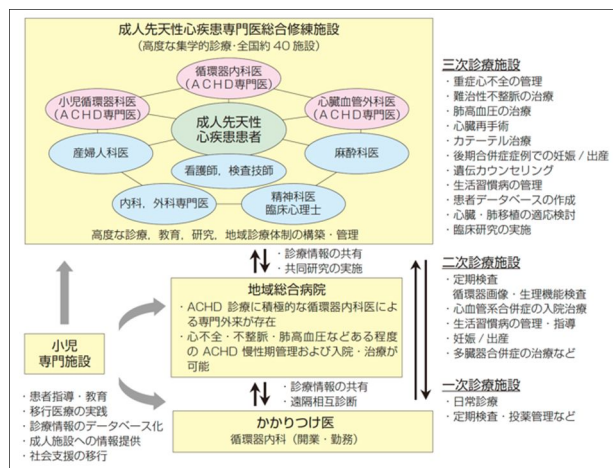 成人先天性心疾患専門医総合修練施設
(高度な集学的診療・全国約40施設)
循環器内科医
(ACHD専門医)
小児循環器科医
(ACHD専門医)
心臓血管外科医
(ACHD専門医)
成人先天性
心疾患患者
産婦人科医
麻酔科医
看護師,検査技師
内科,外科専門医
精神科医
臨床心理士
高度な診療,教育,研究,地域診療体制の構築・管理
・診療情報の共有
・共同研究の実施
地域総合病院
・ACHD 診療に積極的な循環器内科医によ
る専門外来が存在
・心不全・不整脈・肺高血圧などある程度
の ACHD 慢性期管理および入院・治療が
可能
・診療情報の共有
・遠隔相互診断
かかりつけ医
循環器内科(開業・勤務)
小児
専門施設
・患者指導・教育
・移行医療の実践
・診療情報のデータベース化
・成人施設への情報提供
・社会支援の移行
三次診療施設
・重症心不全の管理
・難治性不整脈の治療
・肺高血圧の治療
・心臓再手術
・カテーテル治療
・後期合併症症例での妊娠/出産
・遺伝カウンセリング
・生活習慣病の管理
・患者データベースの作成
・心臓・肺移植の適応検討
・臨床研究の実施
二次診療施設
・定期検査
循環器画像・生理機能検査
・心血管系合併症の入院治療
・生活習慣病の管理・指導
・妊娠/出産
・多臓器合併症の治療など
一次診療施設
・日常診療
・定期検査・投薬管理など